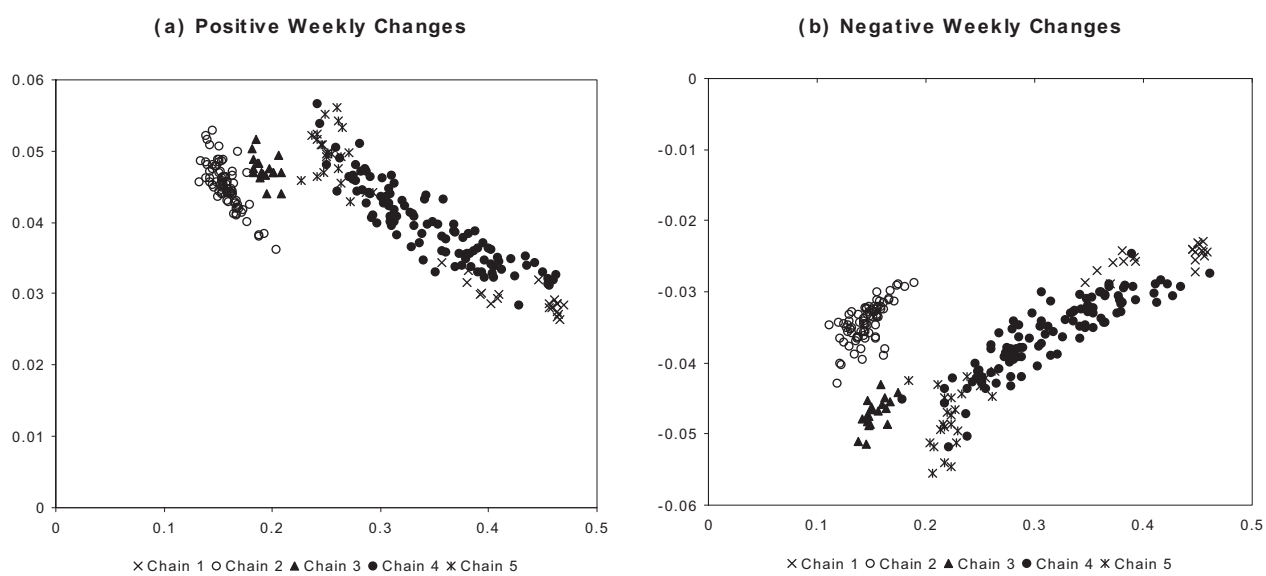 (a) Positive Weekly Changes
0.06
0.05
0.04
0.03
0.02
0.01
0
0 0.1 0.2 0.3 0.4 0.5
× Chain 1 ○ Chain 2 ▲ Chain 3 ● Chain 4 ж Chain 5
(b) Negative Weekly Changes
0
-0.01
-0.02
-0.03
-0.04
-0.05
-0.06
0 0.1 0.2 0.3 0.4 0.5
× Chain 1 ○ Chain 2 ▲ Chain 3 ● Chain 4 ж Chain 5